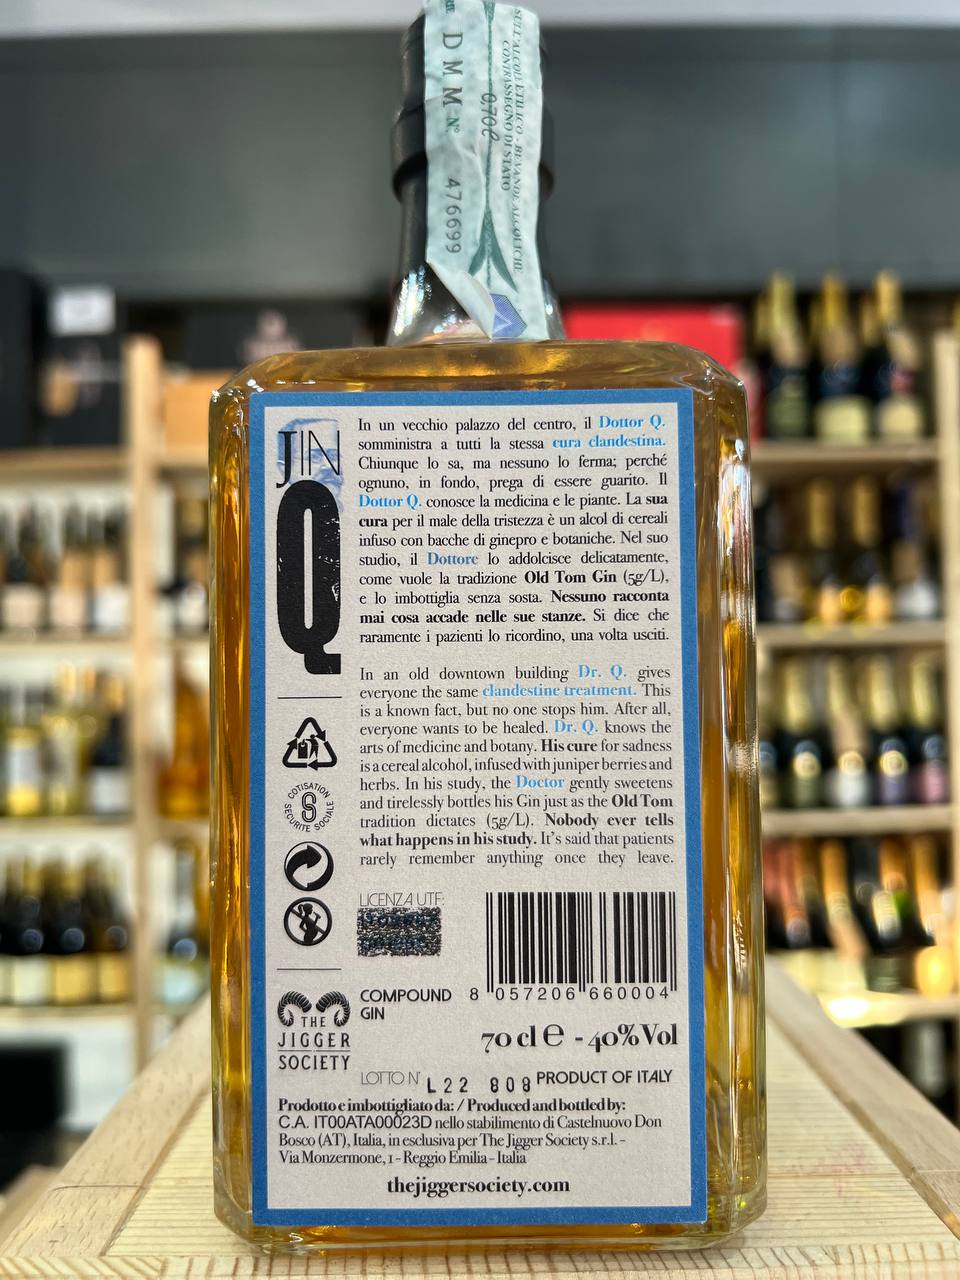 DMM N° 476699
0,70ℓ
SULL'ALCOLE ETILICO - BEVANDE ALCOLICHE
CONTRASSEGNO DI STATO
JIN
Q
In un vecchio palazzo del centro, il Dottor Q.
somministra a tutti la stessa cura clandestina.
Chiunque lo sa, ma nessuno lo ferma; perché
ognuno, in fondo, prega di essere guarito. Il
Dottor Q. conosce la medicina e le piante. La sua
cura per il male della tristezza è un alcol di cereali
infuso con bacche di ginepro e botaniche. Nel suo
studio, il Dottore lo addolcisce delicatamente,
come vuole la tradizione Old Tom Gin (5g/L),
e lo imbottiglia senza sosta. Nessuno racconta
mai cosa accade nelle sue stanze. Si dice che
raramente i pazienti lo ricordino, una volta usciti.
In an old downtown building Dr. Q. gives
everyone the same clandestine treatment. This
is a known fact, but no one stops him. After all,
everyone wants to be healed. Dr. Q. knows the
arts of medicine and botany. His cure for sadness
is a cereal alcohol, infused with juniper berries and
herbs. In his study, the Doctor gently sweetens
and tirelessly bottles his Gin just as the Old Tom
tradition dictates (5g/L). Nobody ever tells
what happens in his study. It's said that patients
rarely remember anything once they leave.
COTISATION
SECURITE SOCIALE
LICENZA UTF:
8 057206 660004
COMPOUND
GIN
70 cl e - 40% Vol
THE
JIGGER
SOCIETY
LOTTO N° L22 808 PRODUCT OF ITALY
Prodotto e imbottigliato da: / Produced and bottled by:
C.A. IT00ATA00023D nello stabilimento di Castelnuovo Don
Bosco (AT), Italia, in esclusiva per The Jigger Society s.r.l. -
Via Monzermone, 1 - Reggio Emilia - Italia
thejiggersociety.com